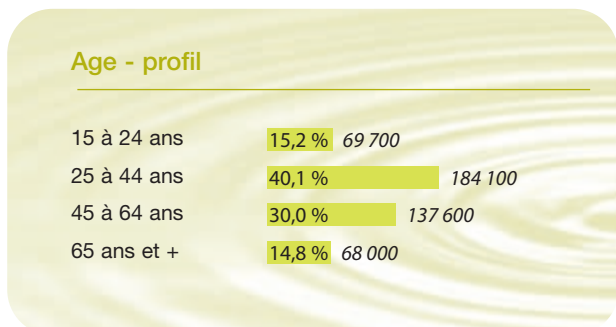 Age - profil
15 à 24 ans 15,2 % 69 700
25 à 44 ans 40,1 % 184 100
45 à 64 ans 30,0 % 137 600
65 ans et + 14,8 % 68 000